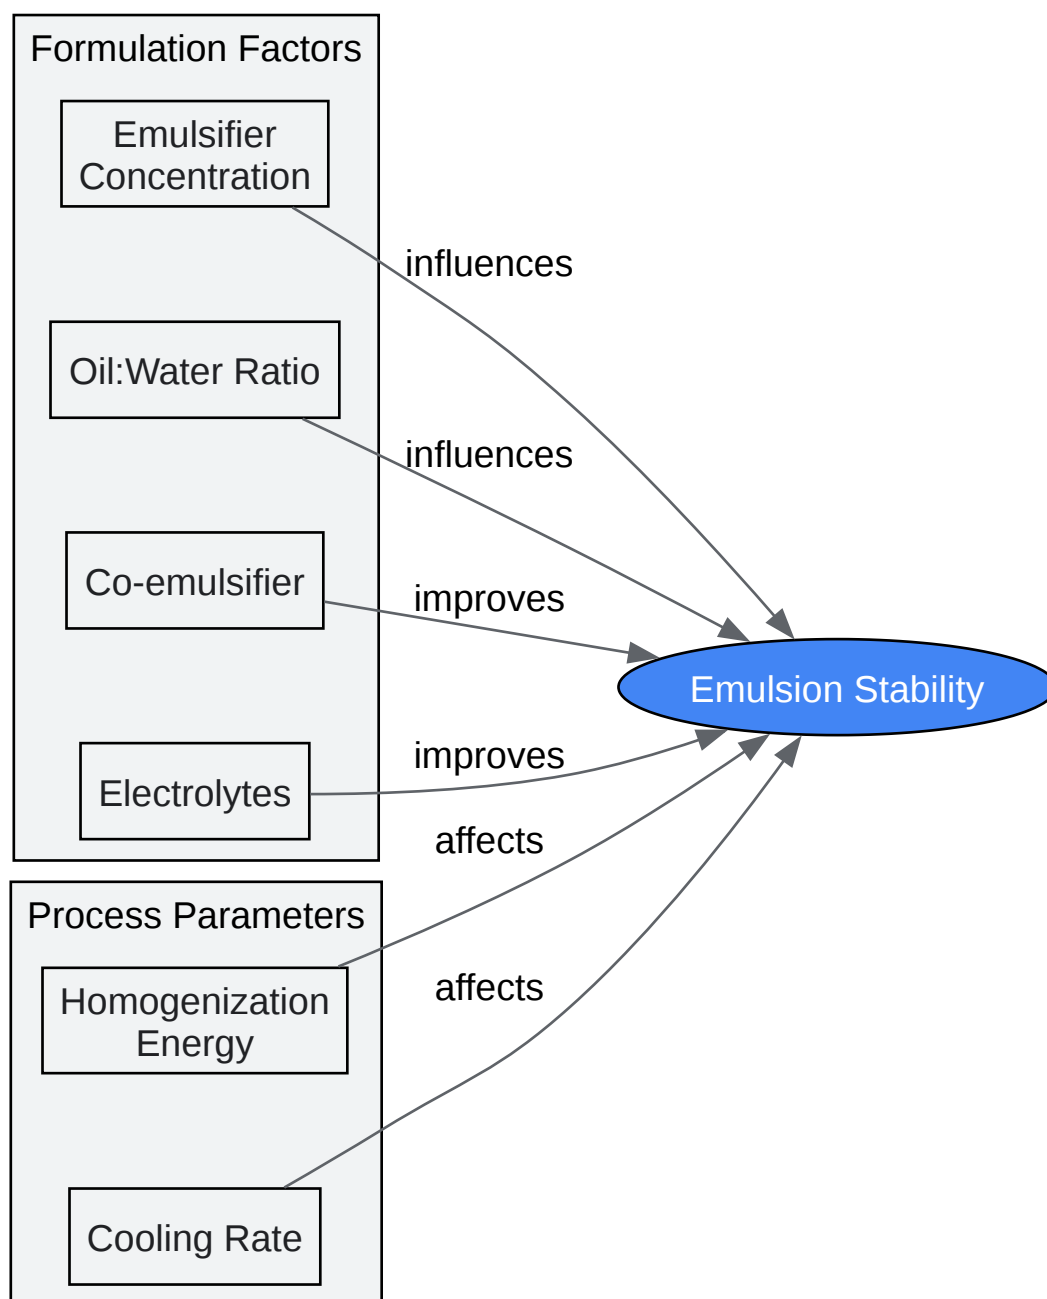 Formulation Factors
Emulsifier
Concentration
influences
Oil:Water Ratio
influences
Co-emulsifier
improves
Emulsion Stability
Electrolytes
improves
affects
Process Parameters
Homogenization
Energy
affects
Cooling Rate